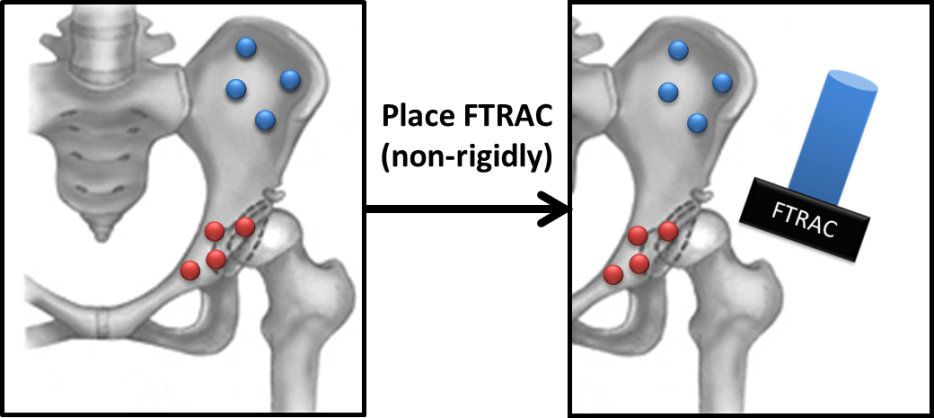 Place FTRAC
(non-rigidly)
FTRAC